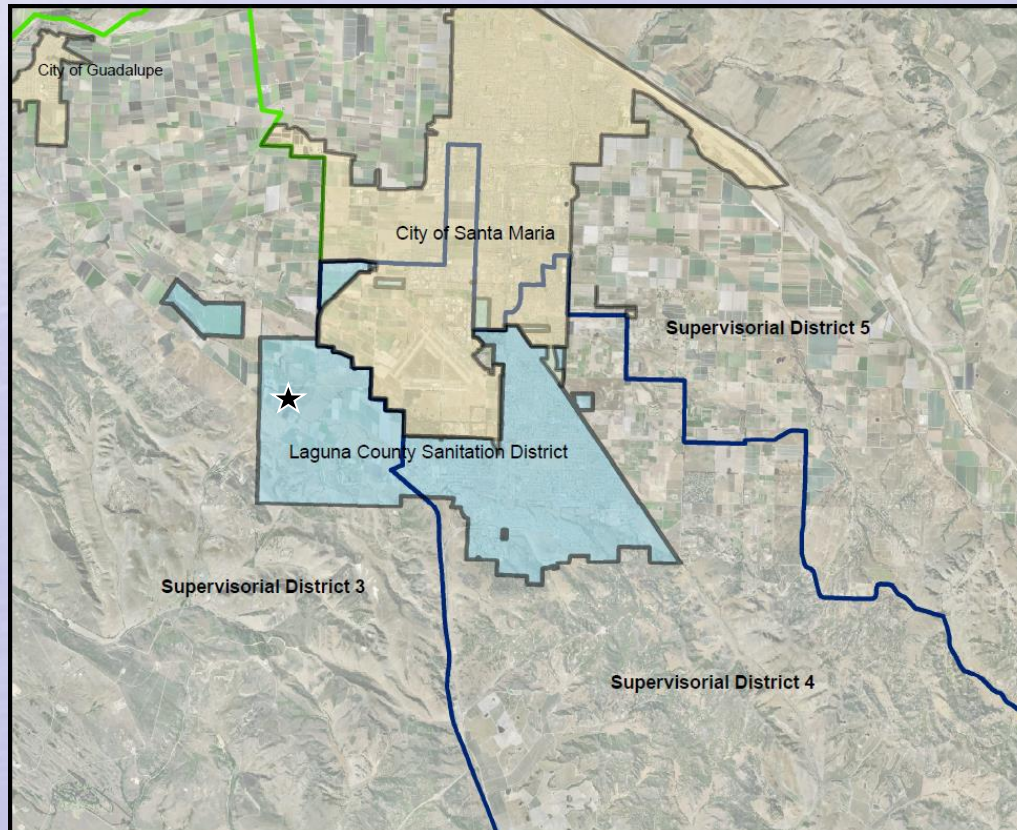 City of Guadalupe
City of Santa Maria
Supervisorial District 5
Laguna County Sanitation District
Supervisorial District 3
Supervisorial District 4